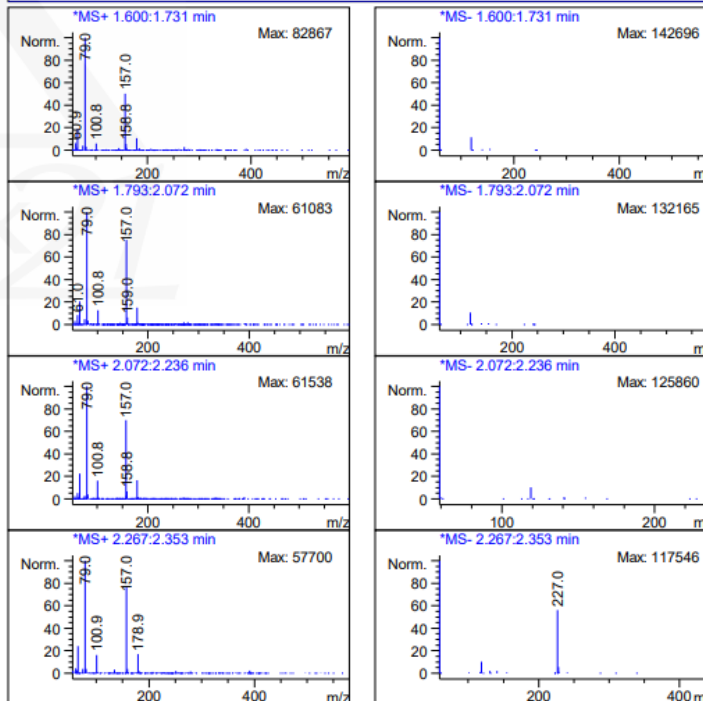 *MS+ 1.600:1.731 min
Max: 82867
Norm.
80
60
40
20
0
60.9
79.0
100.8
157.0
158.8
200
400
m/z
*MS- 1.600:1.731 min
Max: 142696
Norm.
80
60
40
20
0
200
400
m
*MS+ 1.793:2.072 min
Max: 61083
Norm.
80
60
40
20
0
61.0
79.0
100.8
157.0
159.0
200
400
m/z
*MS- 1.793:2.072 min
Max: 132165
Norm.
80
60
40
20
0
200
400
m
*MS+ 2.072:2.236 min
Max: 61538
Norm.
80
60
40
20
0
79.0
100.8
157.0
158.8
200
400
m/z
*MS- 2.072:2.236 min
Max: 125860
Norm.
80
60
40
20
0
100
200
m
*MS+ 2.267:2.353 min
Max: 57700
Norm.
80
60
40
20
0
79.0
100.9
157.0
178.9
200
400
m/z
*MS- 2.267:2.353 min
Max: 117546
Norm.
80
60
40
20
0
227.0
200
400
m